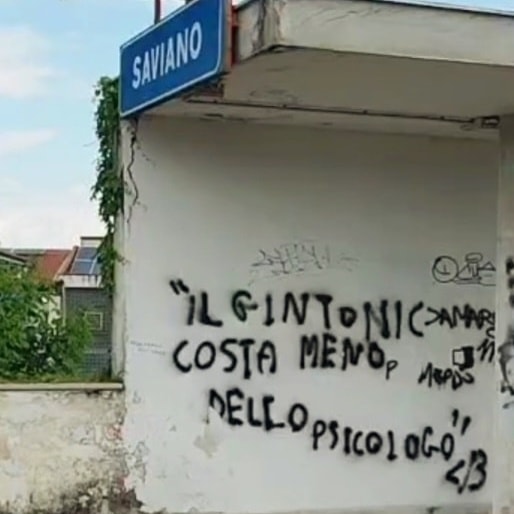 SAVIANO
"IL GINTONIC
COSTA MENO
DELLO PSICOLOGO"
</3